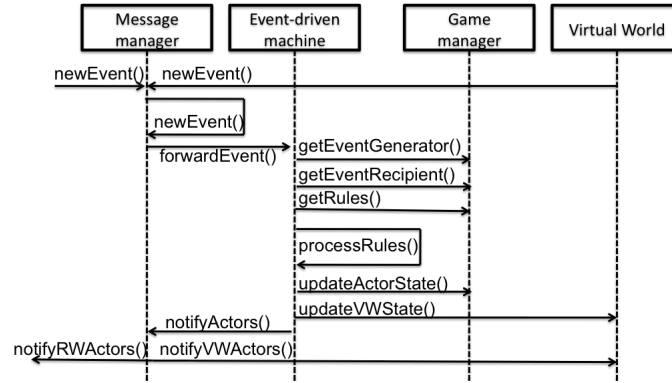 Message
manager
Event-driven
machine
Game
manager
Virtual World
newEvent() newEvent()
newEvent()
forwardEvent()
getEventGenerator()
getEventRecipient()
getRules()
processRules()
updateActorState()
updateVWState()
notifyActors()
notifyRWActors() notifyVWActors()